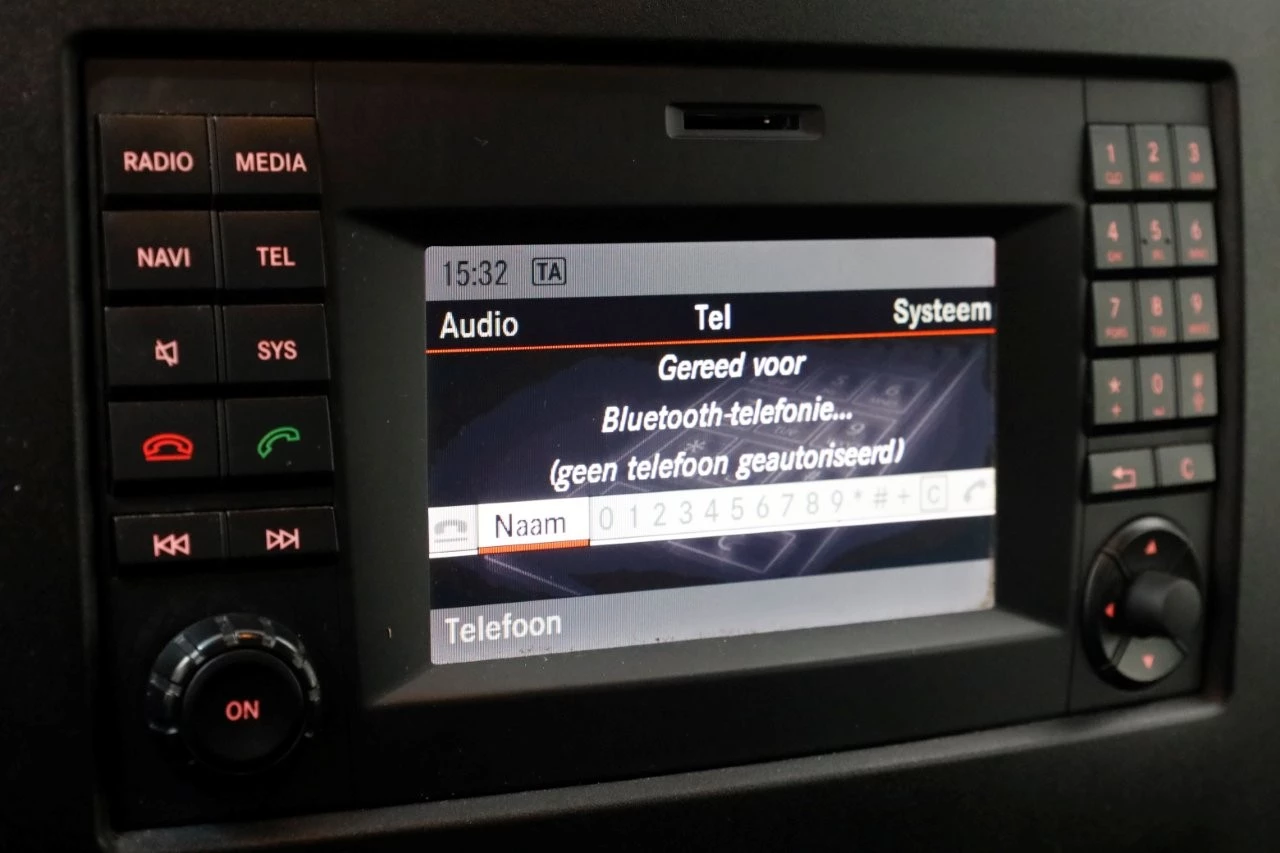 RADIO MEDIA
NAVI TEL
SYS
ON
15:32 TA
Audio Tel Systeem
Gereed voor
Bluetooth-telefonie...
(geen telefoon geautoriseerd)
Naam 0 1 2 3 4 5 6 7 8 9 * # + C
Telefoon
1 2 3
4 5 6
7 8 9
* 0 #
+
C